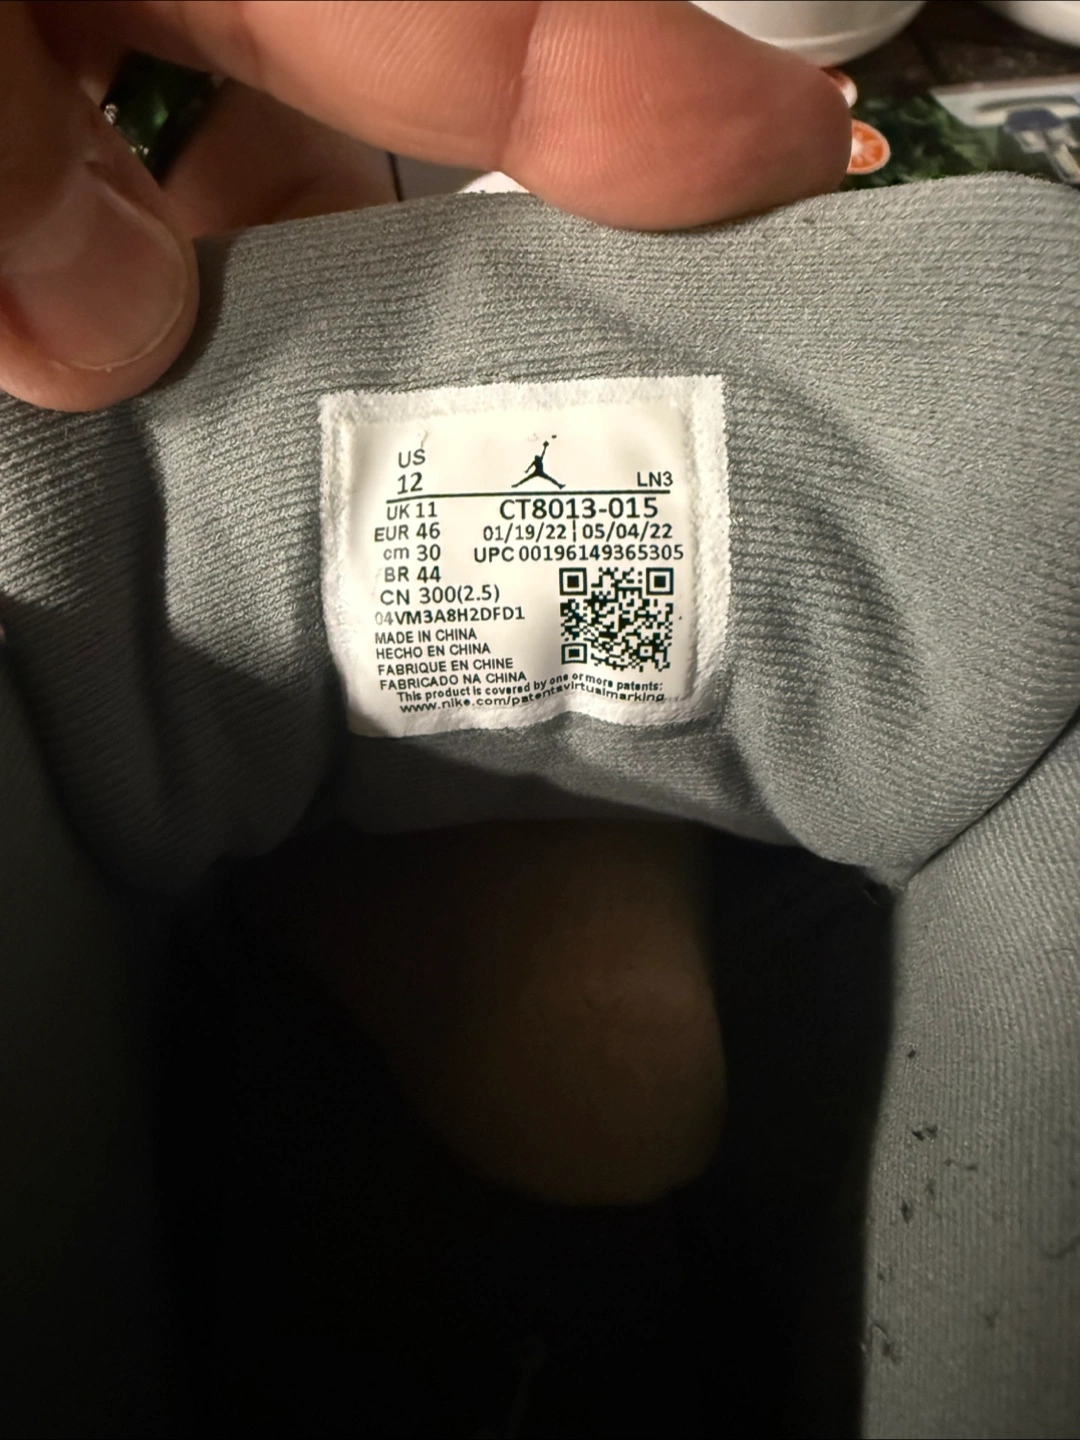 US
12
LN3
UK 11
CT8013-015
EUR 46
01/19/22 | 05/04/22
cm 30
UPC 00196149365305
BR 44
CN 300(2.5)
04VM3A8H2DFD1
MADE IN CHINA
HECHO EN CHINA
FABRIQUE EN CHINE
FABRICADO NA CHINA
This product is covered by one or more patents:
www.nike.com/patentsvirtualmarking